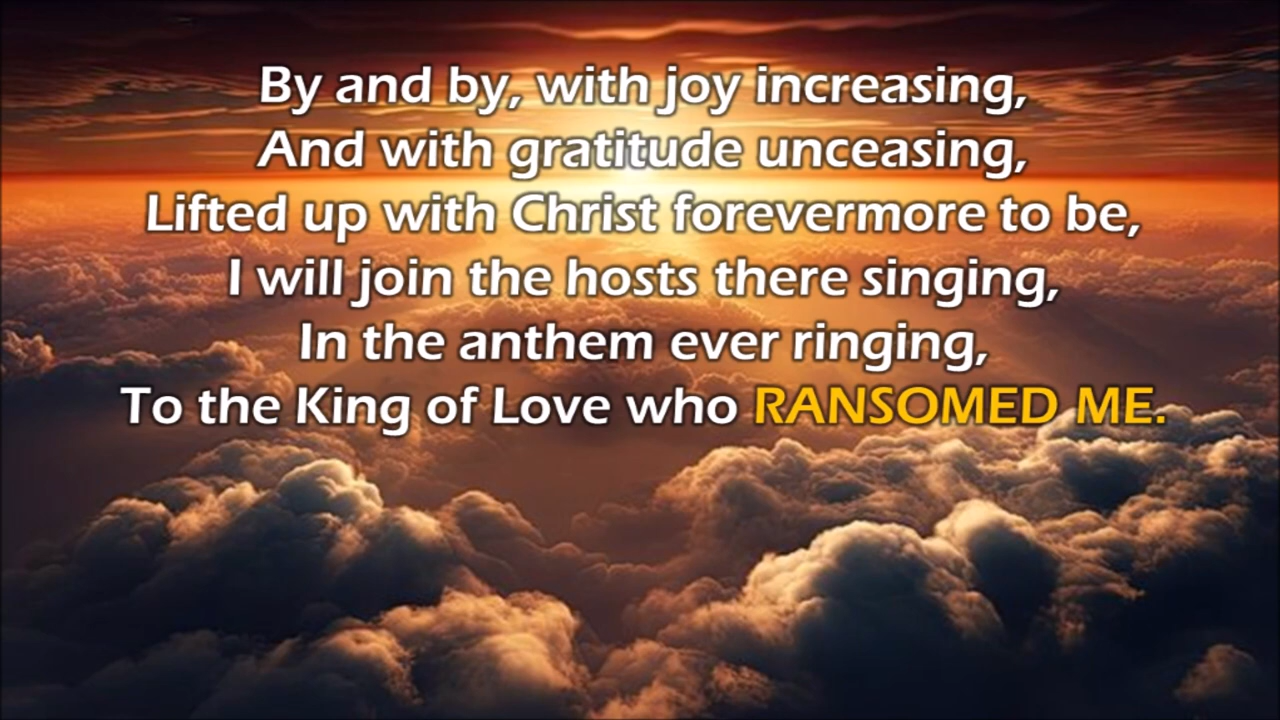 By and by, with joy increasing,
And with gratitude unceasing,
Lifted up with Christ forevermore to be,
I will join the hosts there singing,
In the anthem ever ringing,
To the King of Love who RANSOMED ME.